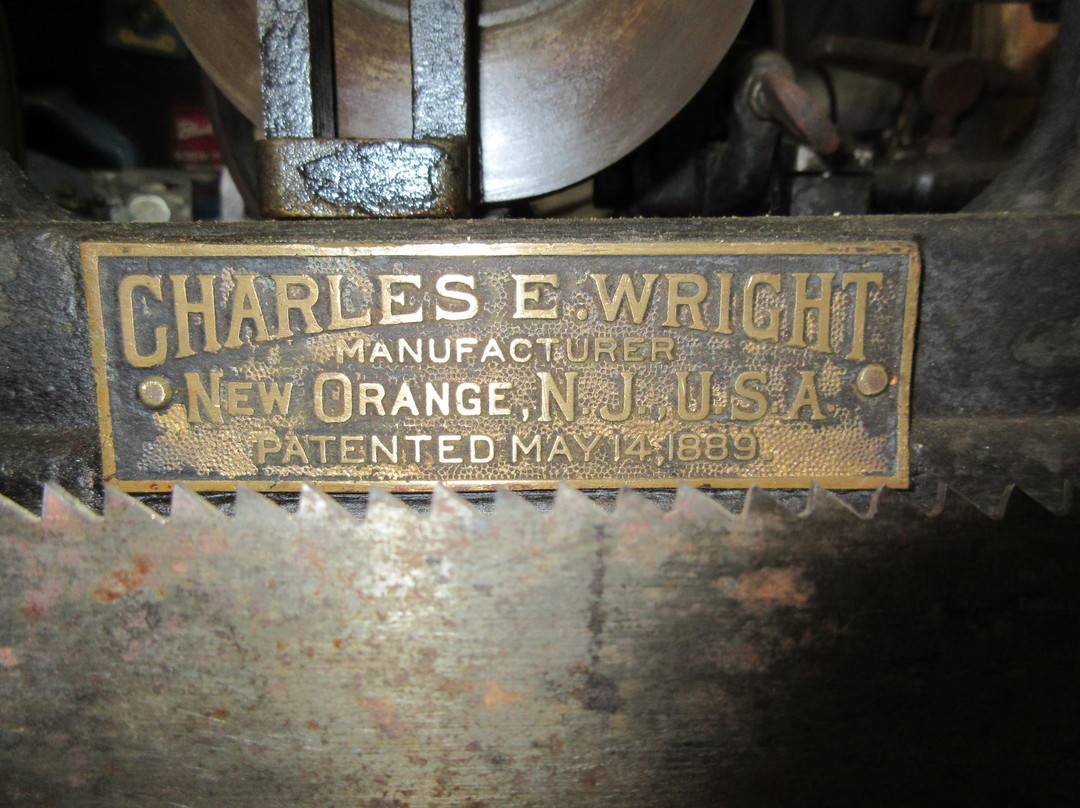 CHARLES E. WRIGHT
MANUFACTURER
NEW ORANGE, N.J., U.S.A.
PATENTED MAY 14, 1889.